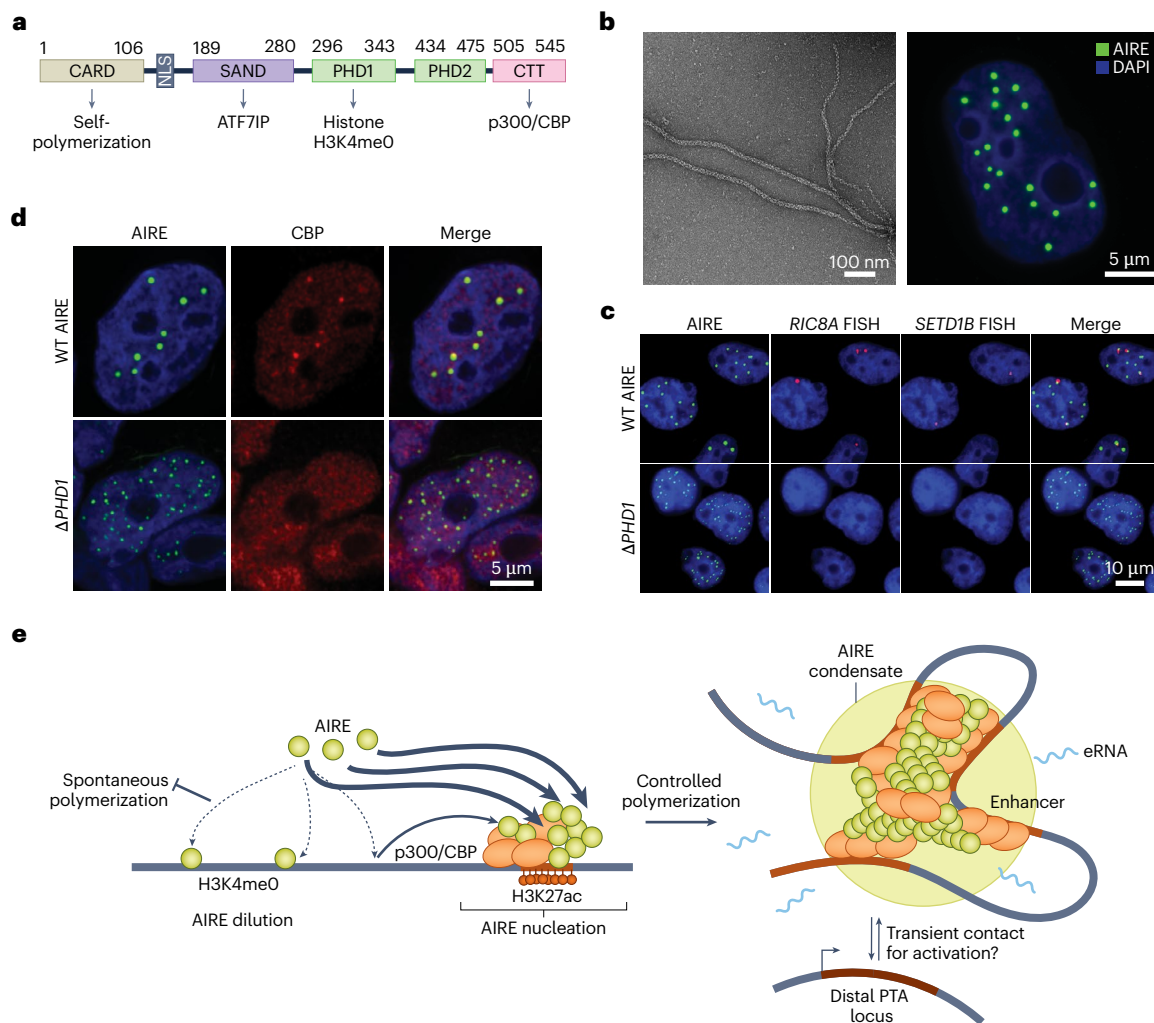 a
1 106 189 280 296 343 434 475 505 545
CARD NLS SAND PHD1 PHD2 CTT
Self-
polymerization
ATF7IP
Histone
H3K4me0
p300/CBP
b
AIRE
DAPI
100 nm
5 μm
c
AIRE RIC8A FISH SETD1B FISH Merge
WT AIRE
ΔPHD1
10 μm
d
AIRE CBP Merge
WT AIRE
ΔPHD1
5 μm
e
AIRE
Spontaneous
polymerization
H3K4me0
AIRE dilution
p300/CBP
H3K27ac
AIRE nucleation
Controlled
polymerization
AIRE
condensate
eRNA
Enhancer
Transient contact
for activation?
Distal PTA
locus